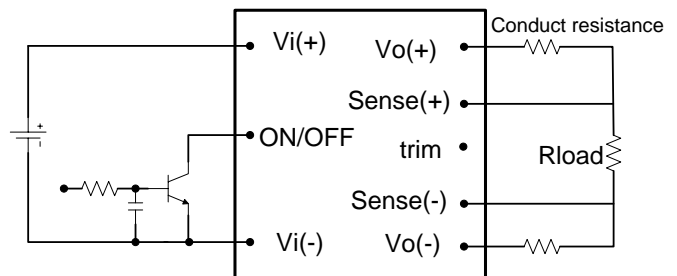 Conduct resistance
Vi(+)
Vo(+)
Sense(+)
+
ON/OFF
trim
Rload
Sense(-)
Vi(-)
Vo(-)